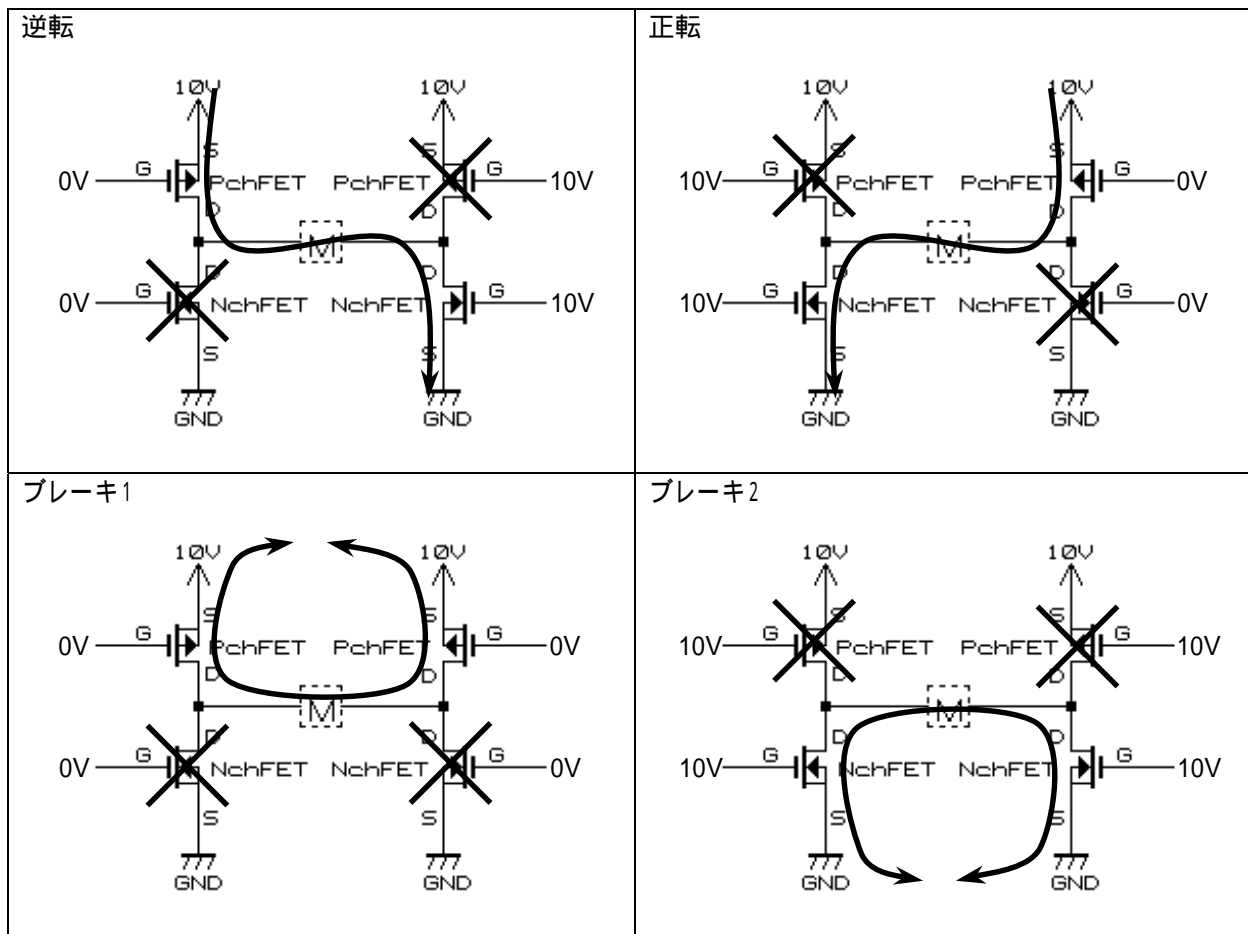 逆転
10V 10V
S S
0V G PchFET PchFET G 10V
D D
M
D D
0V G NchFET NchFET G 10V
S S
GND GND
正転
10V 10V
S S
10V G PchFET PchFET G 0V
D D
M
D D
10V G NchFET NchFET G 0V
S S
GND GND
ブレーキ1
10V 10V
S S
0V G PchFET PchFET G 0V
D D
M
D D
0V G NchFET NchFET G 0V
S S
GND GND
ブレーキ2
10V 10V
S S
10V G PchFET PchFET G 10V
D D
M
D D
10V G NchFET NchFET G 10V
S S
GND GND